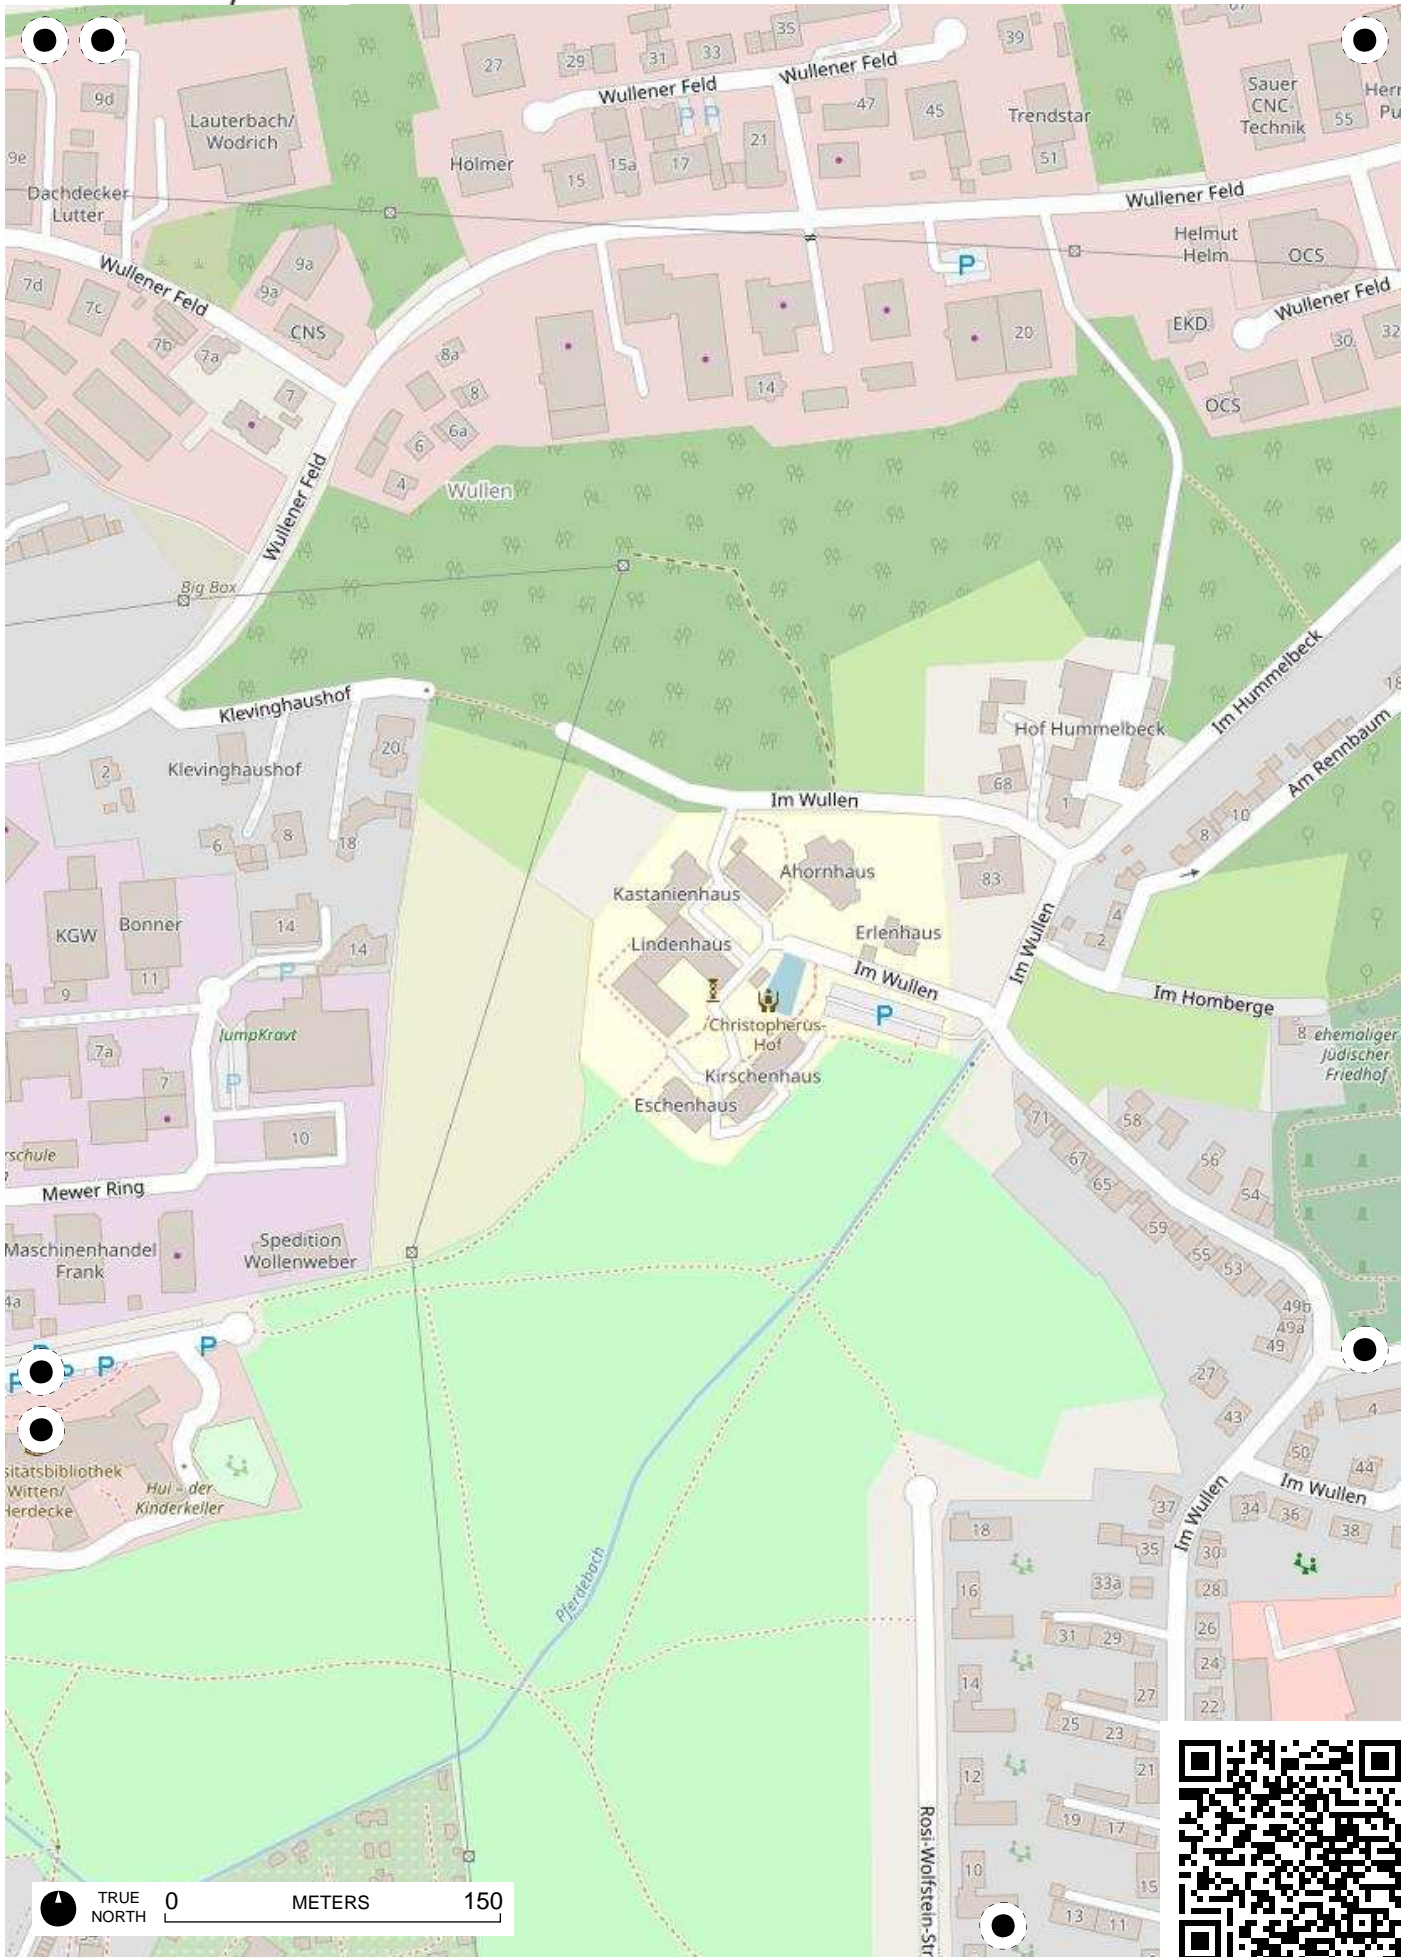 27
29
31
33
35
39
67
Wullener Feld
Wullener Feld
9d
Lauterbach/
Wodrich
47
45
Trendstar
Sauer
CNC-
Technik
55
9e
Hölmer
15
15a
17
21
51
P
P
Dachdecker
Lutter
Wullener Feld
Helmut
Helm
OCS
Wullener Feld
9a
9a
P
Wullener Feld
7d
7c
7b
7a
CNS
8a
8
7
6a
6
4
14
20
EKD
30
32
OCS
Wullen
Wullener Feld
Big Box
Klevinghaushof
Im Hummelbeck
Hof Hummelbeck
Am Rennbaum
2
Klevinghaushof
20
68
1
Im Wullen
6
8
18
10
8
Ahornhaus
83
Kastanienhaus
KGW
Bonner
14
14
Lindenhaus
Erlenhaus
4
2
Im Wullen
Im Wullen
9
11
P
P
Im Homberge
Christopherus-
Hof
JumpKravt
8
ehemaliger
Jüdischer
Friedhof
7a
7
P
Kirschenhaus
Eschenhaus
10
71
58
67
56
65
54
Mewer Ring
59
55
53
Maschinenhandel
Frank
Spedition
Wollenweber
4a
49b
49a
49
P
P
P
27
43
4
50
44
Witten/
Hui – der
Kinderkeller
Im Wullen
Im Wullen
37
34
36
38
18
35
30
Pferdebach
16
33a
28
31
29
26
24
14
27
22
25
23
12
21
19
17
Rosi-Wolfstein-Str
10
15
13
11
TRUE
NORTH
0
METERS
150